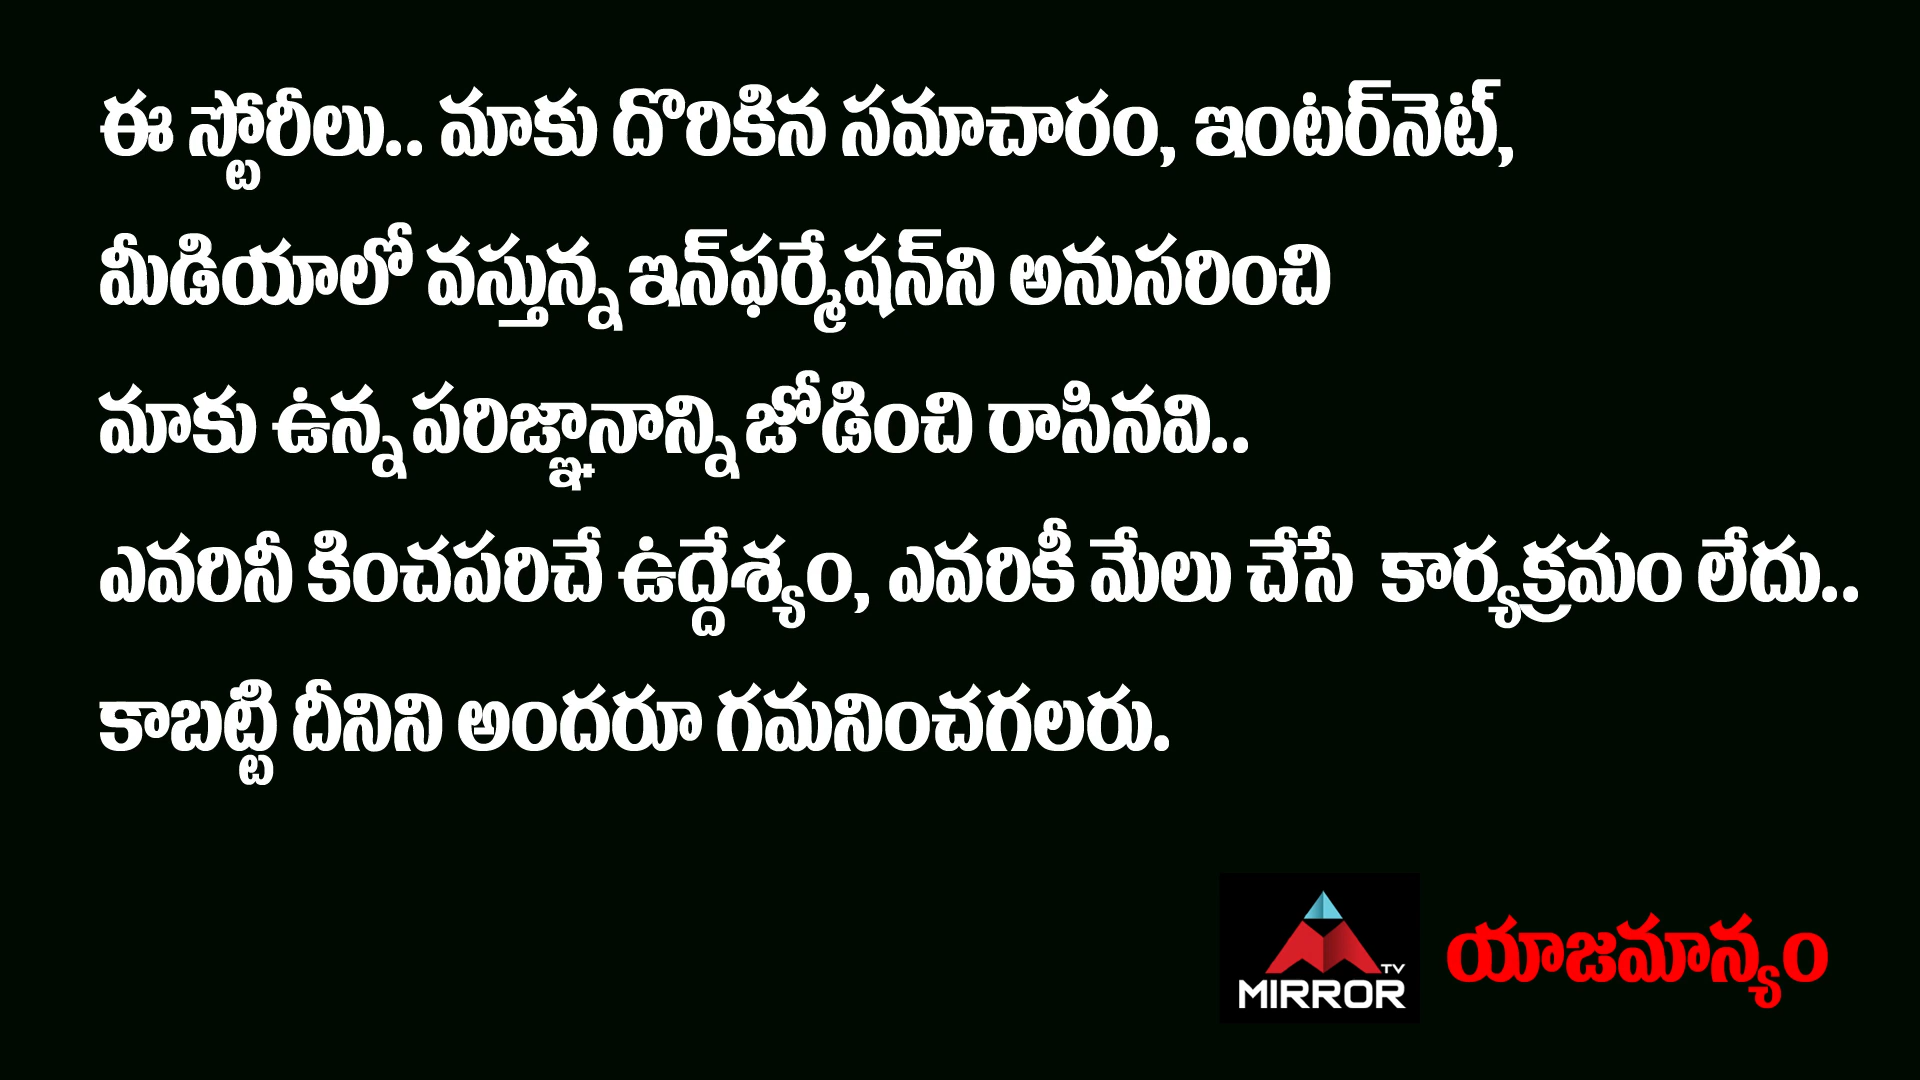 ఈ స్టోరీలు.. మాకు దొరికిన సమాచారం, ఇంటర్‌నెట్,
మీడియాలో వస్తున్న ఇన్‌ఫర్మేషన్‌ని అనుసరించి
మాకు ఉన్న పరిజ్ఞానాన్ని జోడించి రాసినవి..
ఎవరినీ కించపరిచే ఉద్దేశ్యం, ఎవరికీ మేలు చేసే కార్యక్రమం లేదు..
కాబట్టి దీనిని అందరూ గమనించగలరు.
TV
MIRROR
యాజమాన్యం